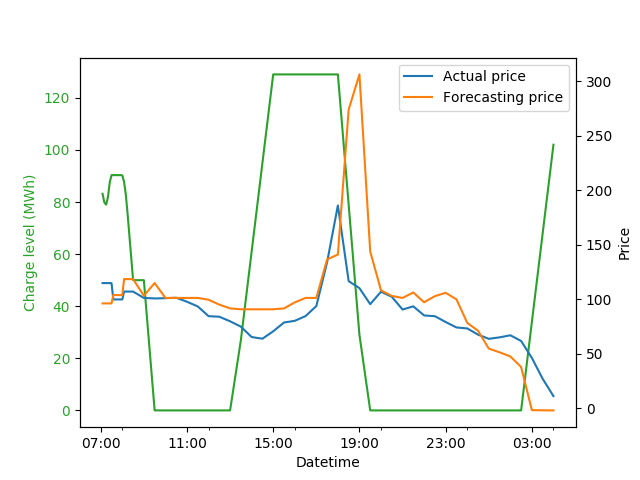 Actual price
Forecasting price
Charge level (MWh)
120
100
80
60
40
20
0
300
250
200
150
100
50
0
Price
07:00 11:00 15:00 19:00 23:00 03:00
Datetime